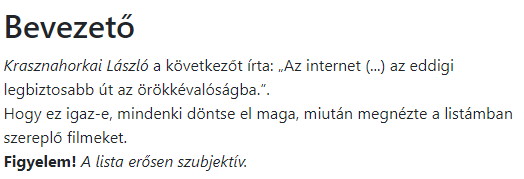 Bevezető
Krasznahorkai László a következőt írta: „Az internet (...) az eddigi
legbiztosabb út az örökkévalóságba.”.
Hogy ez igaz-e, mindenki döntse el maga, miután megnézte a listámban
szereplő filmeket.
Figyelem! A lista erősen szubjektív.